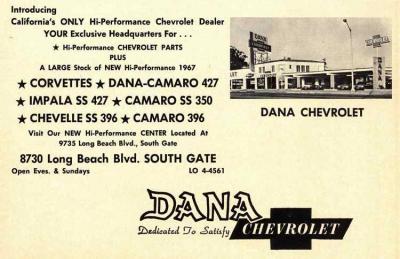 Introducing
California's ONLY Hi-Performance Chevrolet Dealer
YOUR Exclusive Headquarters For . . .
★ Hi-Performance CHEVROLET PARTS
PLUS
A LARGE Stock of NEW Hi-Performance 1967
★ CORVETTES ★ DANA-CAMARO 427
★ IMPALA SS 427 ★ CAMARO SS 350
★ CHEVELLE SS 396 ★ CAMARO 396
Visit Our NEW Hi-Performance CENTER Located At
9735 Long Beach Blvd., South Gate
8730 Long Beach Blvd. SOUTH GATE
Open Eves. & Sundays LO 4-4561
DANA
DANA CHEVROLET
DANA
Dedicated To Satisfy
CHEVROLET